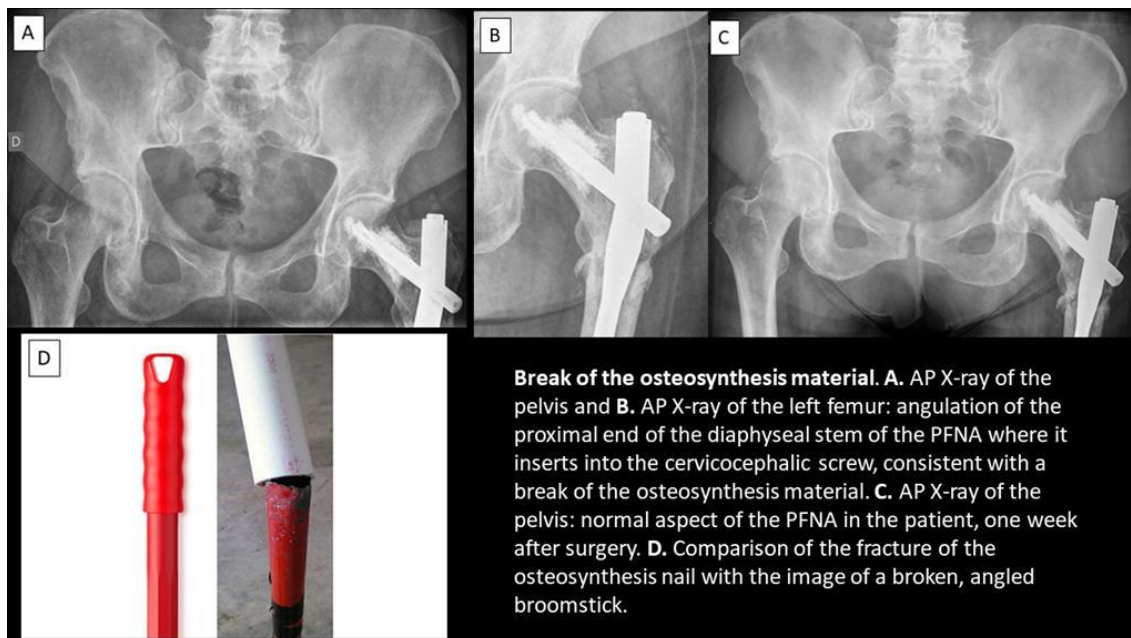 A
B
C
D
D
Break of the osteosynthesis material. A. AP X-ray of the
pelvis and B. AP X-ray of the left femur: angulation of the
proximal end of the diaphyseal stem of the PFNA where it
inserts into the cervicocephalic screw, consistent with a
break of the osteosynthesis material. C. AP X-ray of the
pelvis: normal aspect of the PFNA in the patient, one week
after surgery. D. Comparison of the fracture of the
osteosynthesis nail with the image of a broken, angled
broomstick.